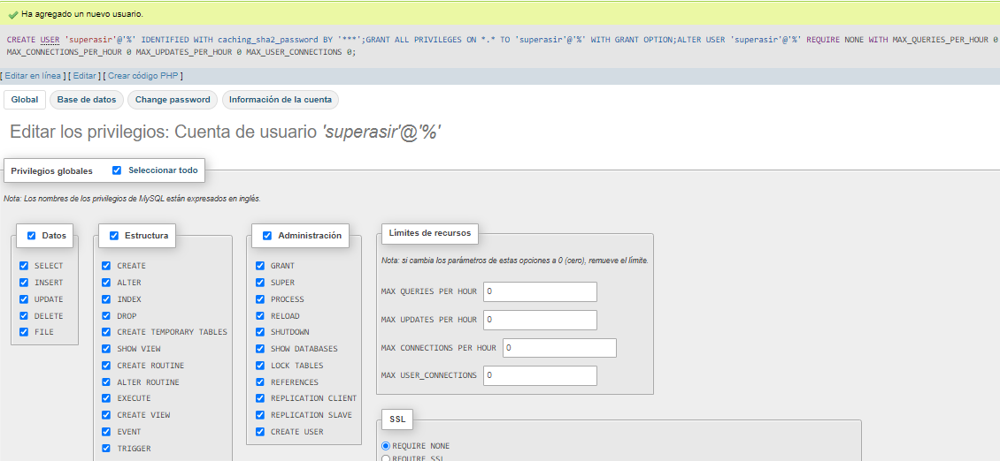 Ha agregado un nuevo usuario.
CREATE USER 'superasir'@'%' IDENTIFIED WITH caching_sha2_password BY '***';GRANT ALL PRIVILEGES ON *.* TO 'superasir'@'%' WITH GRANT OPTION;ALTER USER 'superasir'@'%' REQUIRE NONE WITH MAX_QUERIES_PER_HOUR 0
MAX_CONNECTIONS_PER_HOUR 0 MAX_UPDATES_PER_HOUR 0 MAX_USER_CONNECTIONS 0;
[ Editar en línea ] [ Editar ] [ Crear código PHP ]
Global Base de datos Change password Información de la cuenta
Editar los privilegios: Cuenta de usuario 'superasir'@'%'
Privilegios globales Seleccionar todo
Nota: Los nombres de los privilegios de MySQL están expresados en inglés.
Datos
SELECT
INSERT
UPDATE
DELETE
FILE
Estructura
CREATE
ALTER
INDEX
DROP
CREATE TEMPORARY TABLES
SHOW VIEW
CREATE ROUTINE
ALTER ROUTINE
EXECUTE
CREATE VIEW
EVENT
TRIGGER
Administración
GRANT
SUPER
PROCESS
RELOAD
SHUTDOWN
SHOW DATABASES
LOCK TABLES
REFERENCES
REPLICATION CLIENT
REPLICATION SLAVE
CREATE USER
Límites de recursos
Nota: si cambia los parámetros de estas opciones a 0 (cero), remueve el límite.
MAX QUERIES PER HOUR 0
MAX UPDATES PER HOUR 0
MAX CONNECTIONS PER HOUR 0
MAX USER_CONNECTIONS 0
SSL
REQUIRE NONE
REQUIRE SSL